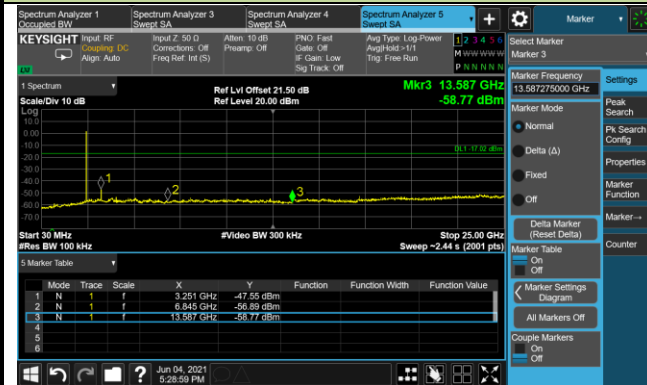 Spectrum Analyzer 1
Occupied BW
Spectrum Analyzer 3
Swept SA
Spectrum Analyzer 4
Swept SA
Spectrum Analyzer 5
Swept SA
Marker
KEYSIGHT
Input: RF
Coupling: DC
Align: Auto
Input Z: 50 Ω
Corrections: Off
Freq Ref: Int (S)
Atten: 10 dB
Preamp: Off
PNO: Fast
Gate: Off
IF Gain: Low
Sig Track: Off
Avg Type: Log-Power
Avg|Hold:>1/1
Trig: Free Run
1 2 3 4 5 6
M W W W W W
P N N N N N
Select Marker
Marker 3
1 Spectrum
Scale/Div 10 dB
Ref Lvl Offset 21.50 dB
Ref Level 20.00 dBm
Mkr3 13.587 GHz
-58.77 dBm
Log
10.0
0.00
-10.0
-20.0
-30.0
-40.0
-50.0
-60.0
-70.0
DL1 -17.02 dBm
1
2
3
Start 30 MHz
#Res BW 100 kHz
#Video BW 300 kHz
Stop 25.00 GHz
Sweep ~2.44 s (2001 pts)
5 Marker Table
Mode Trace Scale X Y Function Function Width Function Value
1 N 1 f 3.251 GHz -47.55 dBm
2 N 1 f 6.845 GHz -56.89 dBm
3 N 1 f 13.587 GHz -58.77 dBm
4
5
6
Jun 04, 2021
5:28:59 PM
Marker Frequency
13.587275000 GHz
Marker Mode
Normal
Delta (Δ)
Fixed
Off
Delta Marker
(Reset Delta)
Marker Table
On
Off
Marker Settings
Diagram
All Markers Off
Couple Markers
On
Off
Settings
Peak
Search
Pk Search
Config
Properties
Marker
Function
Marker→
Counter